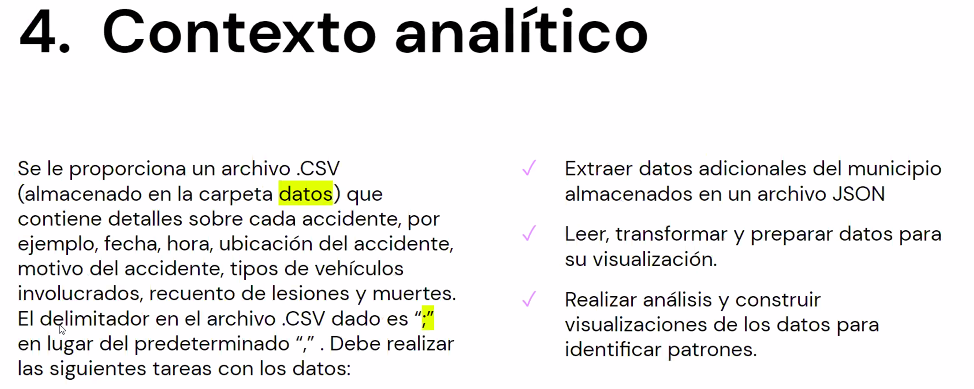 4. Contexto analítico
Se le proporciona un archivo .CSV
(almacenado en la carpeta datos) que
contiene detalles sobre cada accidente, por
ejemplo, fecha, hora, ubicación del accidente,
motivo del accidente, tipos de vehículos
involucrados, recuento de lesiones y muertes.
El delimitador en el archivo .CSV dado es “;”
en lugar del predeterminado “,” . Debe realizar
las siguientes tareas con los datos:
✓ Extraer datos adicionales del municipio
almacenados en un archivo JSON
✓ Leer, transformar y preparar datos para
su visualización.
✓ Realizar análisis y construir
visualizaciones de los datos para
identificar patrones.